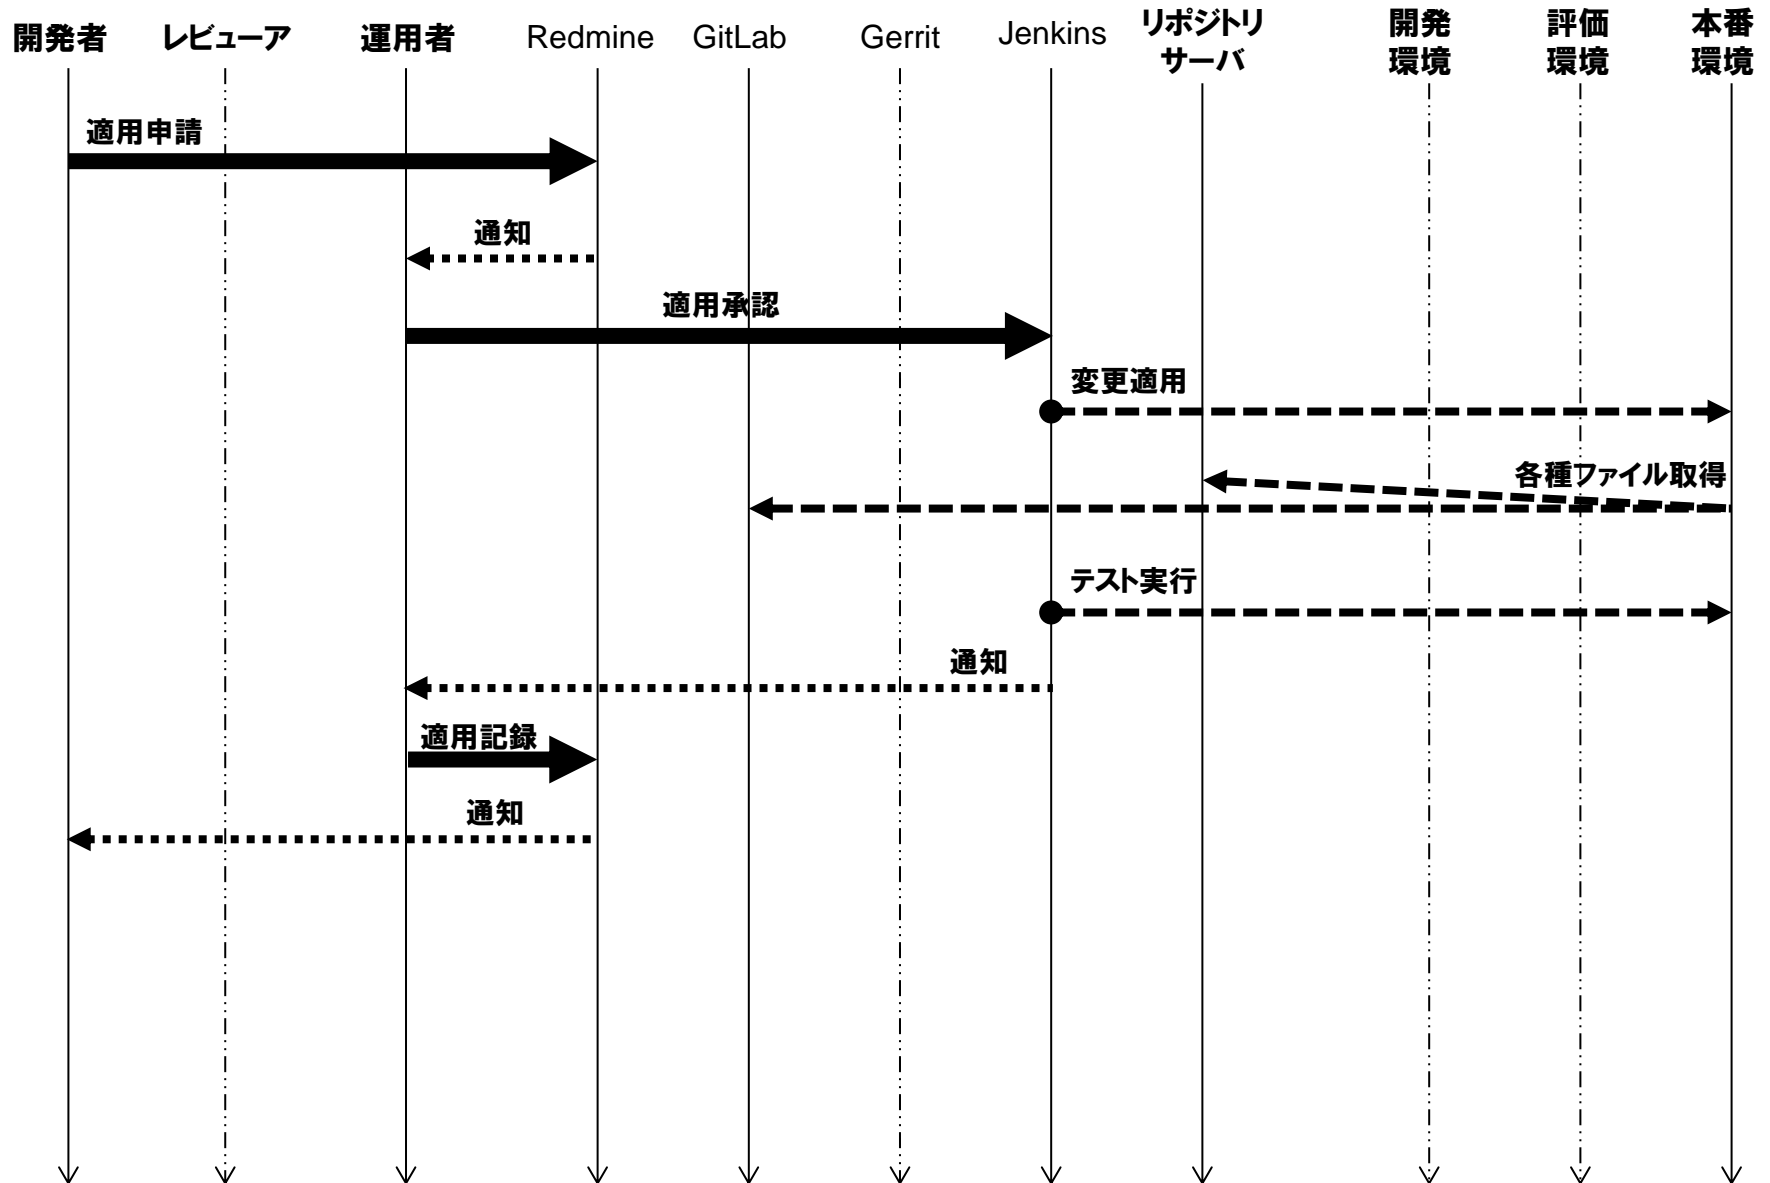 開発者
レビューア
運用者
Redmine
GitLab
Gerrit
Jenkins
リポジトリ
サーバ
開発
環境
評価
環境
本番
環境
適用申請
通知
適用承認
変更適用
各種ファイル取得
テスト実行
通知
適用記録
通知